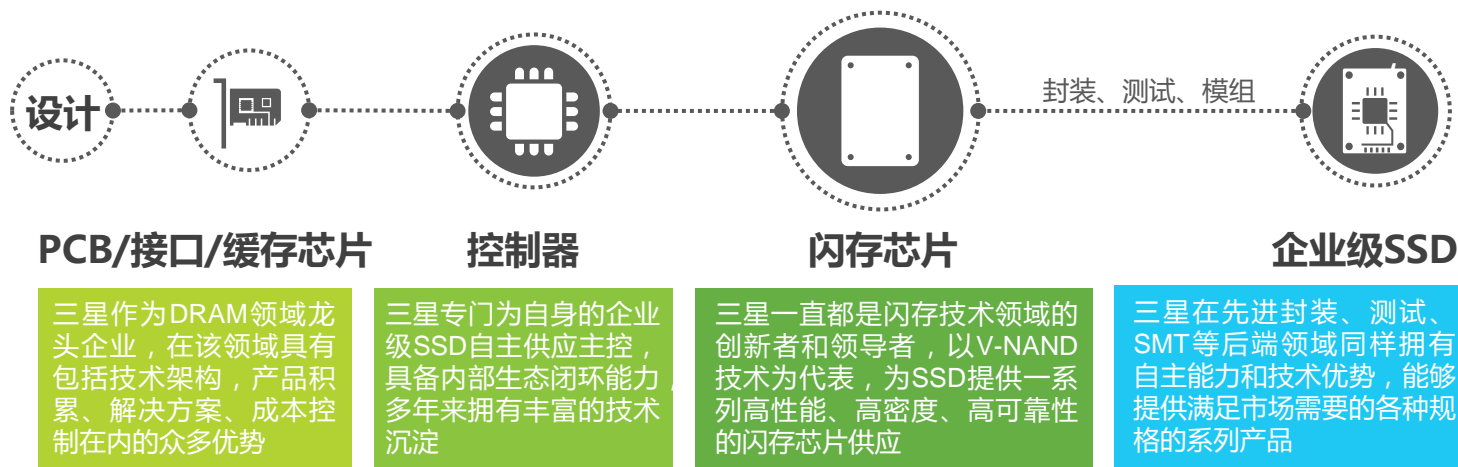 设计
封装、测试、模组
PCB/接口/缓存芯片
控制器
闪存芯片
企业级SSD
三星作为DRAM领域龙
头企业，在该领域具有
包括技术架构，产品积
累、解决方案、成本控
制在内的众多优势
三星专门为自身的企业
级SSD自主供应主控，
具备内部生态闭环能力，
多年来拥有丰富的技术
沉淀
三星一直都是闪存技术领域的
创新者和领导者，以V-NAND
技术为代表，为SSD提供一系
列高性能、高密度、高可靠性
的闪存芯片供应
三星在先进封装、测试、
SMT等后端领域同样拥有
自主能力和技术优势，能够
提供满足市场需要的各种规
格的系列产品